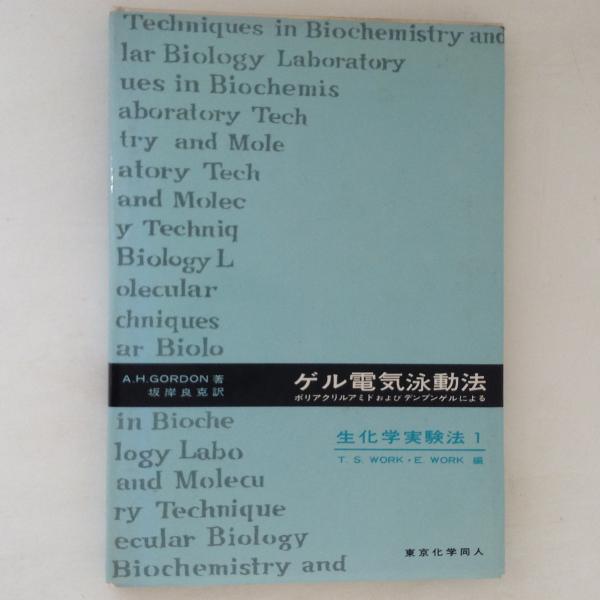 Techniques in Biochemistry and
lar Biology Laboratory
ues in Biochemis
aboratory Tech
try and Mole
atory Tech
and Molec
y Techniq
Biology L
olecular
chniques
ar Biolo
A.H.GORDON 著
坂岸良克訳
ゲル電気泳動法
ポリアクリルアミドおよびデンプンゲルによる
in Bioche
logy Labo
and Molecu
ry Technique
ecular Biology
Biochemistry and
生化学実験法 1
T. S. WORK・E. WORK 編
東京化学同人